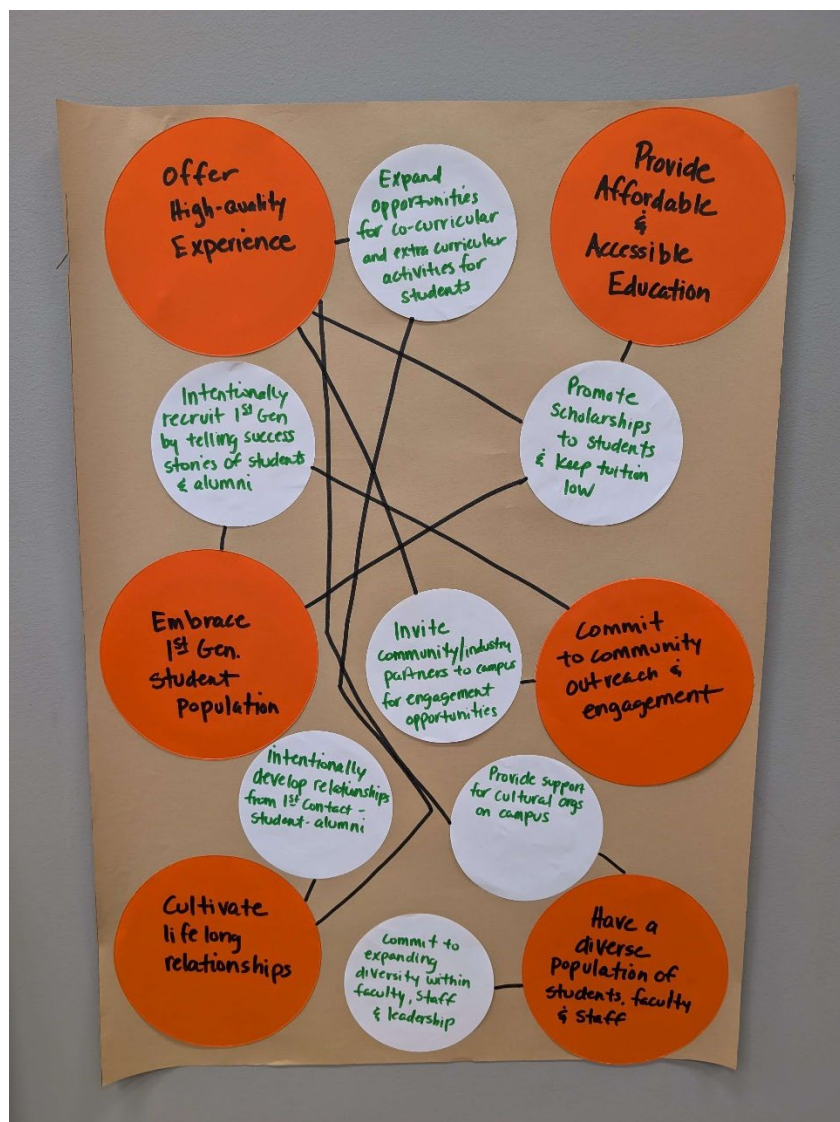 Offer
High-quality
Experience
Expand
opportunities
for co-curricular
and extra curricular
activities for
students
Provide
Affordable
&
Accessible
Education
Intentionally
recruit 1st Gen
by telling success
stories of students
& alumni
Promote
Scholarships
to students
& keep tuition
low
Embrace
1st Gen.
Student
Population
Invite
community/industry
partners to campus
for engagement
opportunities
Commit
to community
outreach &
engagement
Intentionally
develop relationships
from 1st contact-
student-alumni
Provide support
for cultural orgs
on campus
Cultivate
lifelong
relationships
Commit to
expanding
diversity within
faculty, staff
& leadership
Have a
diverse
population of
students, faculty
& Staff